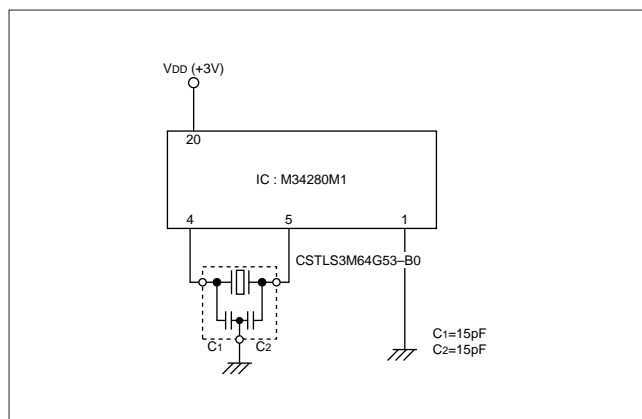 VDD (+3V)
20
IC : M34280M1
4 5 1
CSTLS3M64G53–B0
C1 C2
C1=15pF
C2=15pF